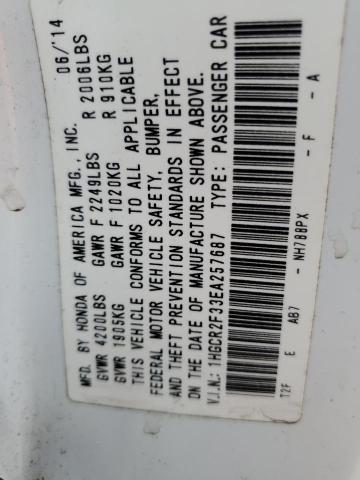 MFD. BY HONDA OF AMERICA MFG., INC. 06/'14
GVWR 4200LBS GAWR F 2249LBS R 2006LBS
GVWR 1905KG GAWR F 1020KG R 910KG
THIS VEHICLE CONFORMS TO ALL APPLICABLE
FEDERAL MOTOR VEHICLE SAFETY, BUMPER,
AND THEFT PREVENTION STANDARDS IN EFFECT
ON THE DATE OF MANUFACTURE SHOWN ABOVE.
V.I.N.: 1HGCR2F33EA257687 TYPE: PASSENGER CAR
E AB7 - NH788PX - F - A
T2F